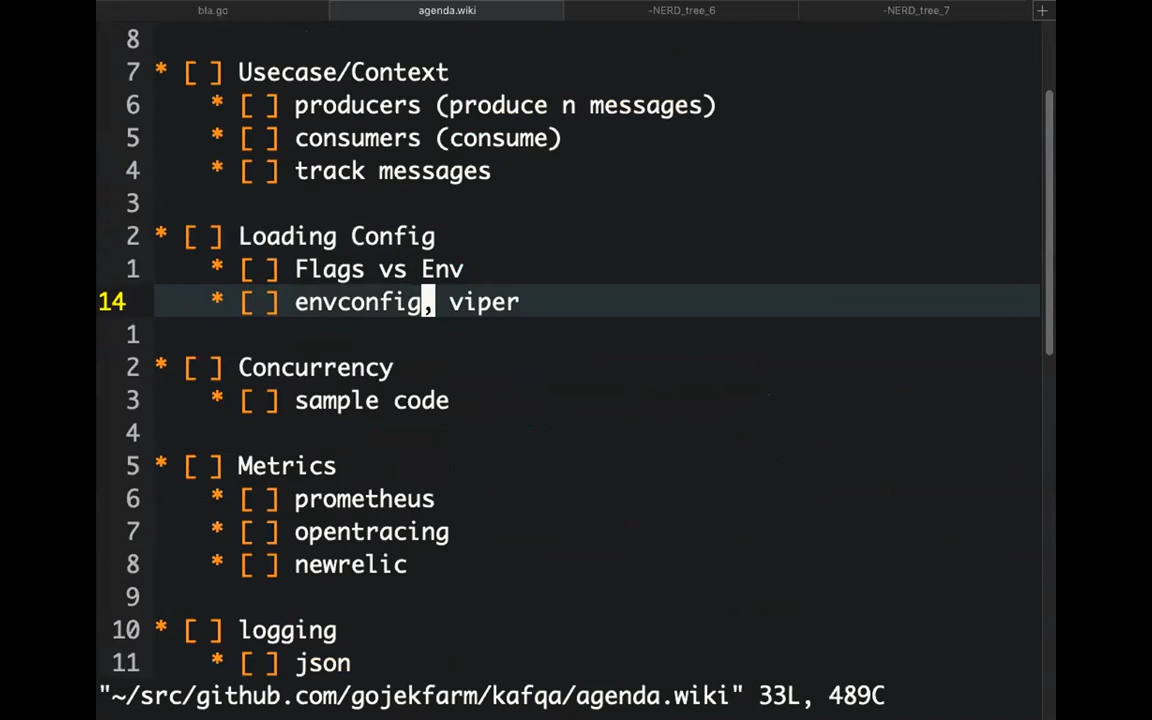 bla.go agenda.wiki -NERD_tree_6 -NERD_tree_7 +
8
7 * [ ] Usecase/Context
6 * [ ] producers (produce n messages)
5 * [ ] consumers (consume)
4 * [ ] track messages
3
2 * [ ] Loading Config
1 * [ ] Flags vs Env
14 * [ ] envconfig, viper
1
2 * [ ] Concurrency
3 * [ ] sample code
4
5 * [ ] Metrics
6 * [ ] prometheus
7 * [ ] opentracing
8 * [ ] newrelic
9
10 * [ ] logging
11 * [ ] json
"~/src/github.com/gojekfarm/kafqa/agenda.wiki" 33L, 489C